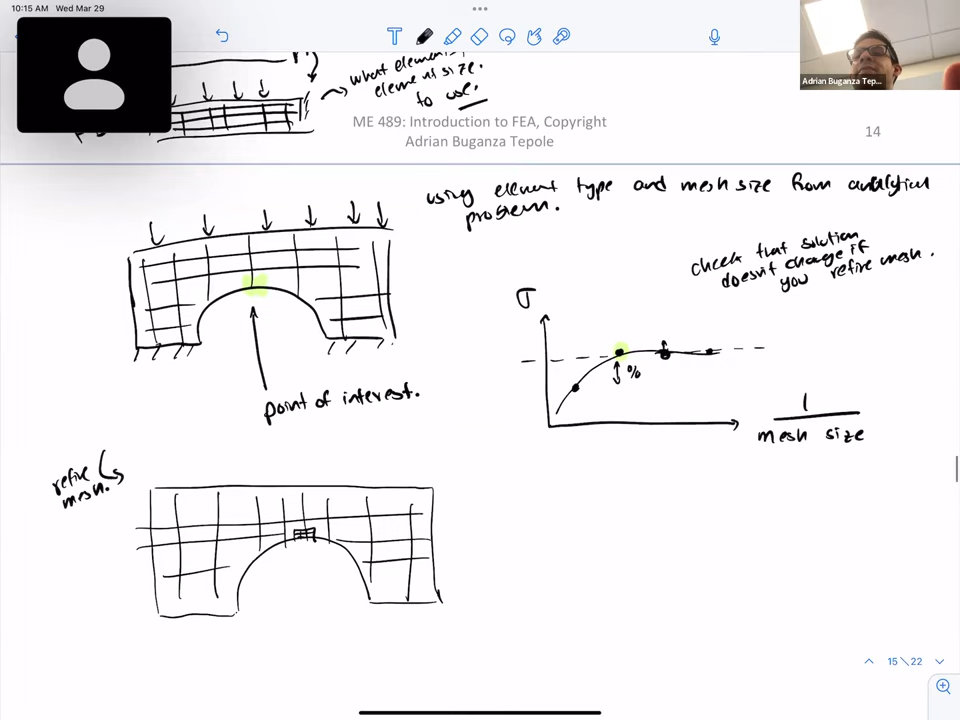 10:15 AM Wed Mar 29
what element
element size.
to use.
ME 489: Introduction to FEA, Copyright
Adrian Buganza Tepole
14
Adrian Buganza Tep...
using element type and mesh size from analytical
problem.
check that solution
doesn't change if
you refine mesh.
σ
%
point of interest.
1
mesh size
refine
mesh.
15\22